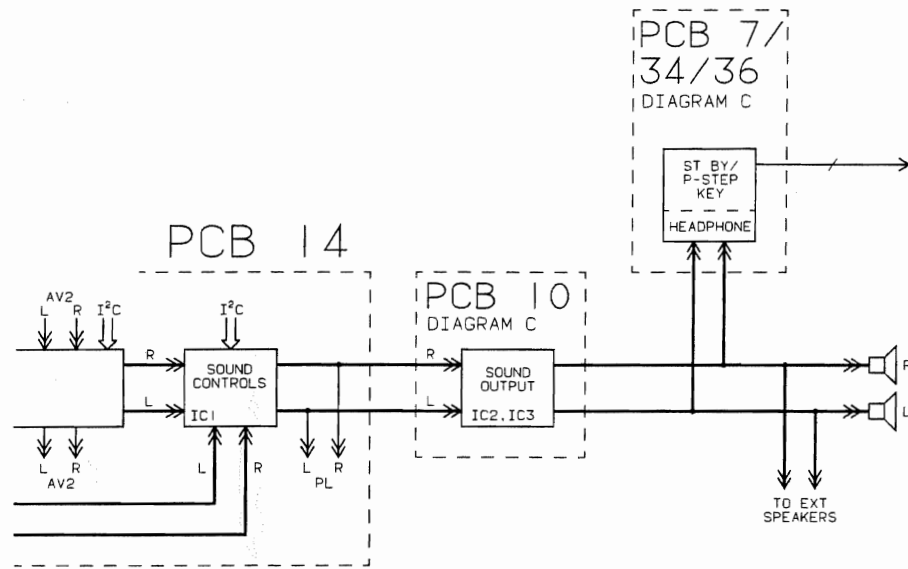 PCB 7/
34/36
DIAGRAM C
ST BY/
P-STEP
KEY
HEADPHONE
PCB 14
PCB 10
DIAGRAM C
AV2
L R I²C
I²C
R
L
SOUND
CONTROLS
IC1
R
L
SOUND
OUTPUT
IC2.IC3
R
L
L R
AV2
L R
L R
PL
TO EXT
SPEAKERS